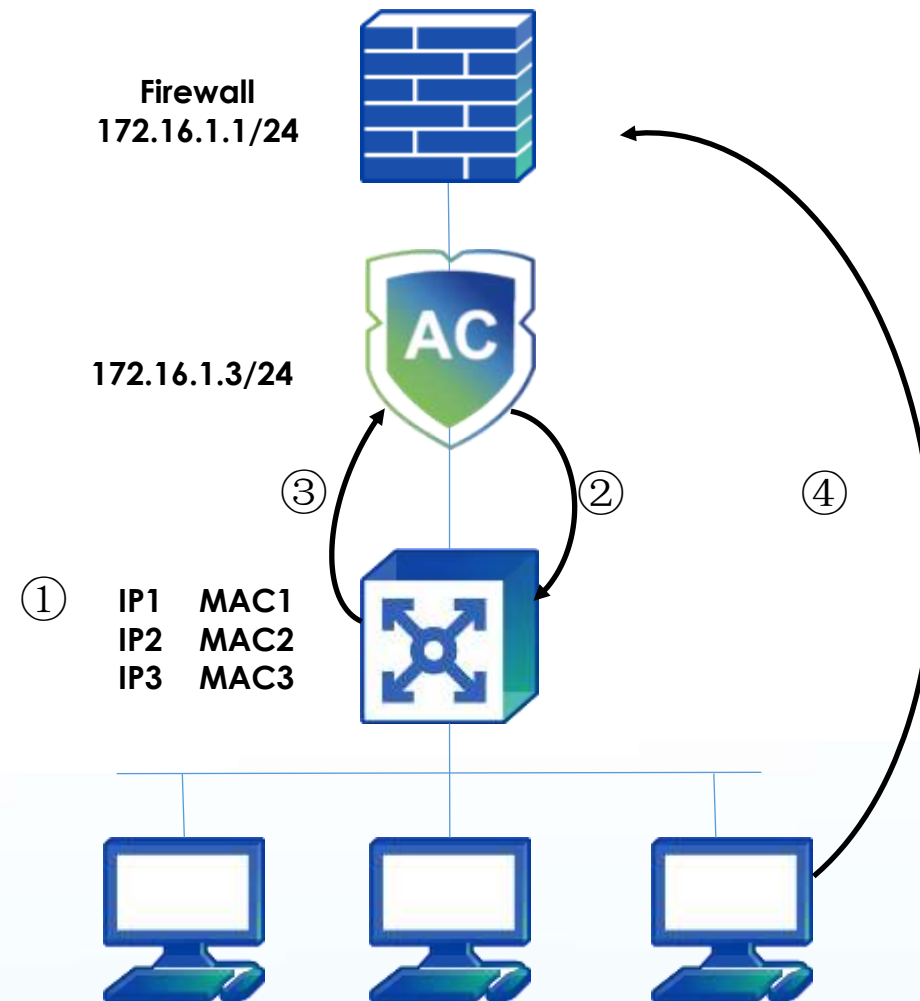 Firewall
172.16.1.1/24
AC
172.16.1.3/24
③
②
④
①
IP1 MAC1
IP2 MAC2
IP3 MAC3